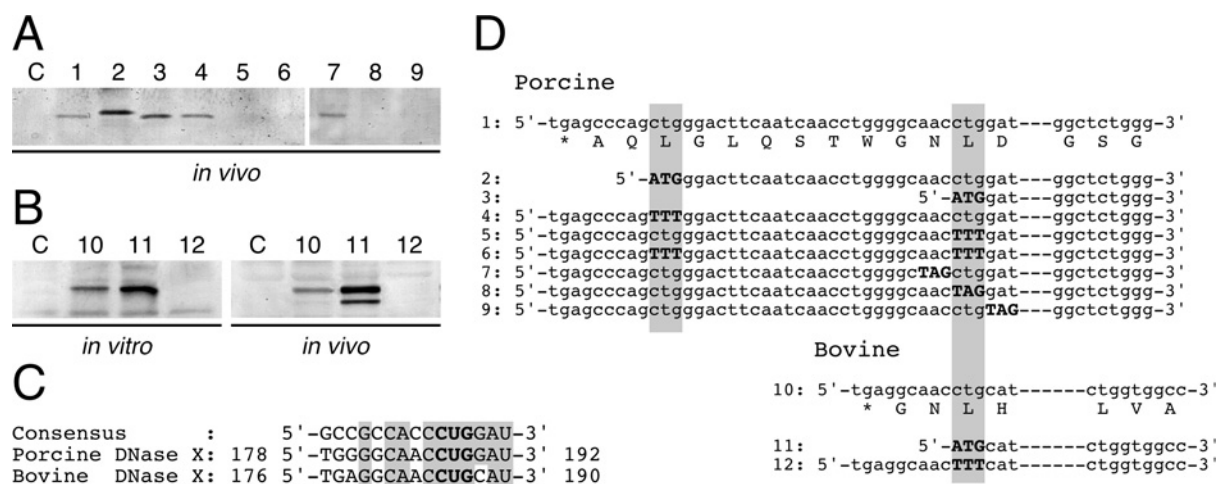 A
C 1 2 3 4 5 6 7 8 9
in vivo
B
C 10 11 12 C 10 11 12
in vitro in vivo
C
Consensus : 5'-GCCGCCACCCUGGAU-3'
Porcine DNase X: 178 5'-TGGGGCAACCUGGAU-3' 192
Bovine DNase X: 176 5'-TGAGGCAACCUGCAU-3' 190
D
Porcine
1: 5'-tgagcccagctgggacttcaatcaacctggggcaacctggat---ggctctggg-3'
* A Q L G L Q S T W G N L D G S G
2: 5'-ATGggacttcaatcaacctggggcaacctggat---ggctctggg-3'
3: 5'-ATGgat---ggctctggg-3'
4: 5'-tgagcccagTTTggacttcaatcaacctggggcaacctggat---ggctctggg-3'
5: 5'-tgagcccagctgggacttcaatcaacctggggcaacTTTgat---ggctctggg-3'
6: 5'-tgagcccagTTTggacttcaatcaacctggggcaacTTTgat---ggctctggg-3'
7: 5'-tgagcccagctgggacttcaatcaacctggggcTAGctggat---ggctctggg-3'
8: 5'-tgagcccagctgggacttcaatcaacctggggcaacTAGgat---ggctctggg-3'
9: 5'-tgagcccagctgggacttcaatcaacctggggcaacctgTAG---ggctctggg-3'
Bovine
10: 5'-tgaggcaacctgcat-------ctggtggcc-3'
* G N L H L V A
11: 5'-ATGcat-------ctggtggcc-3'
12: 5'-tgaggcaacTTTcat-------ctggtggcc-3'